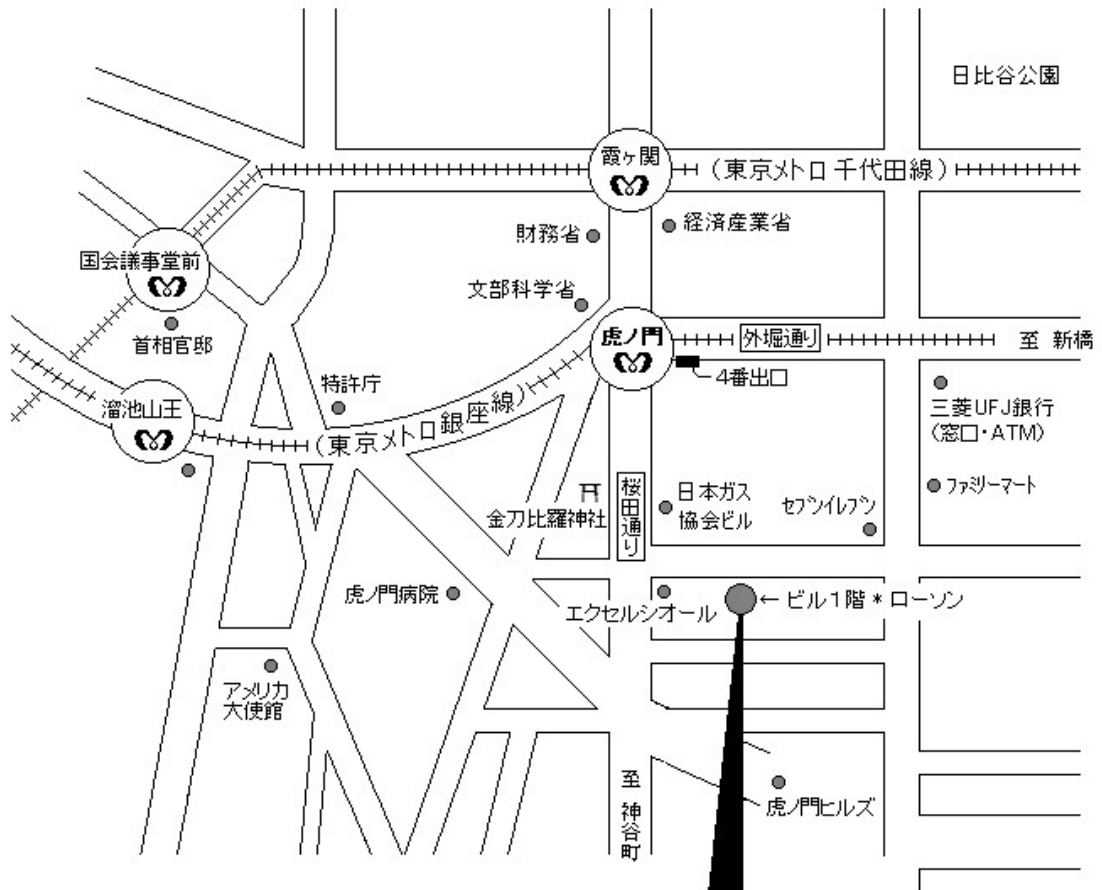 日比谷公園
霞ヶ関
(東京メトロ 千代田線)
財務省
経済産業省
国会議事堂前
文部科学省
首相官邸
虎ノ門
外堀通り
至 新橋
4番出口
特許庁
溜池山王
(東京メトロ銀座線)
三菱UFJ銀行
(窓口・ATM)
ファミリーマート
桜田通り
日本ガス
協会ビル
セブンイレブン
金刀比羅神社
虎ノ門病院
エクセルシオール
← ビル1階*ローソン
アメリカ
大使館
至 神谷町
虎ノ門ヒルズ